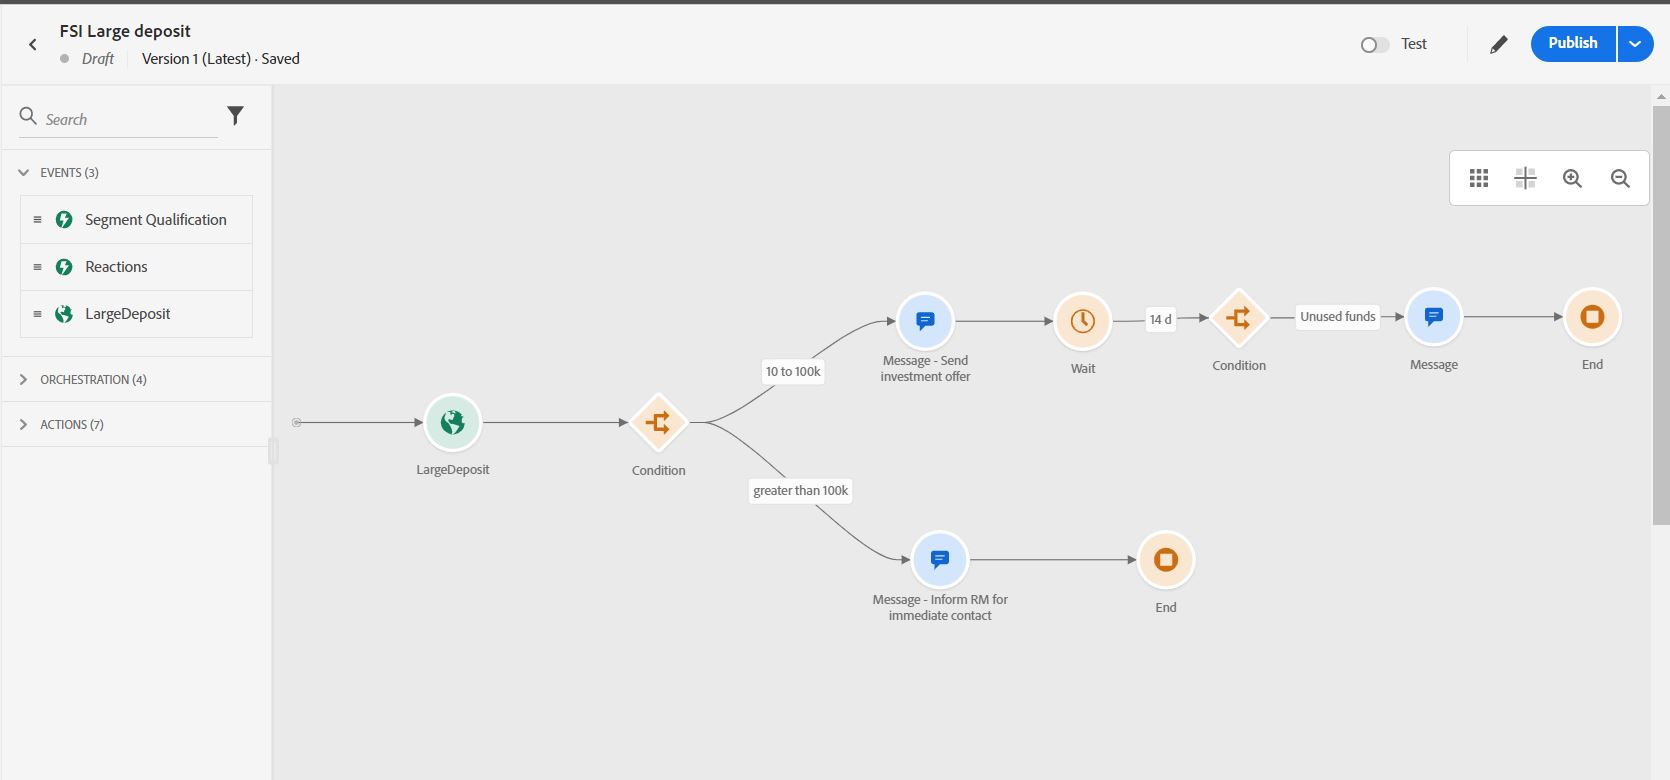 FSI Large deposit
Draft
Version 1 (Latest) · Saved
Test
Publish
Search
EVENTS (3)
Segment Qualification
Reactions
LargeDeposit
ORCHESTRATION (4)
ACTIONS (7)
LargeDeposit
Condition
10 to 100k
Message - Send
investment offer
Wait
14 d
Condition
Unused funds
Message
End
greater than 100k
Message - Inform RM for
immediate contact
End